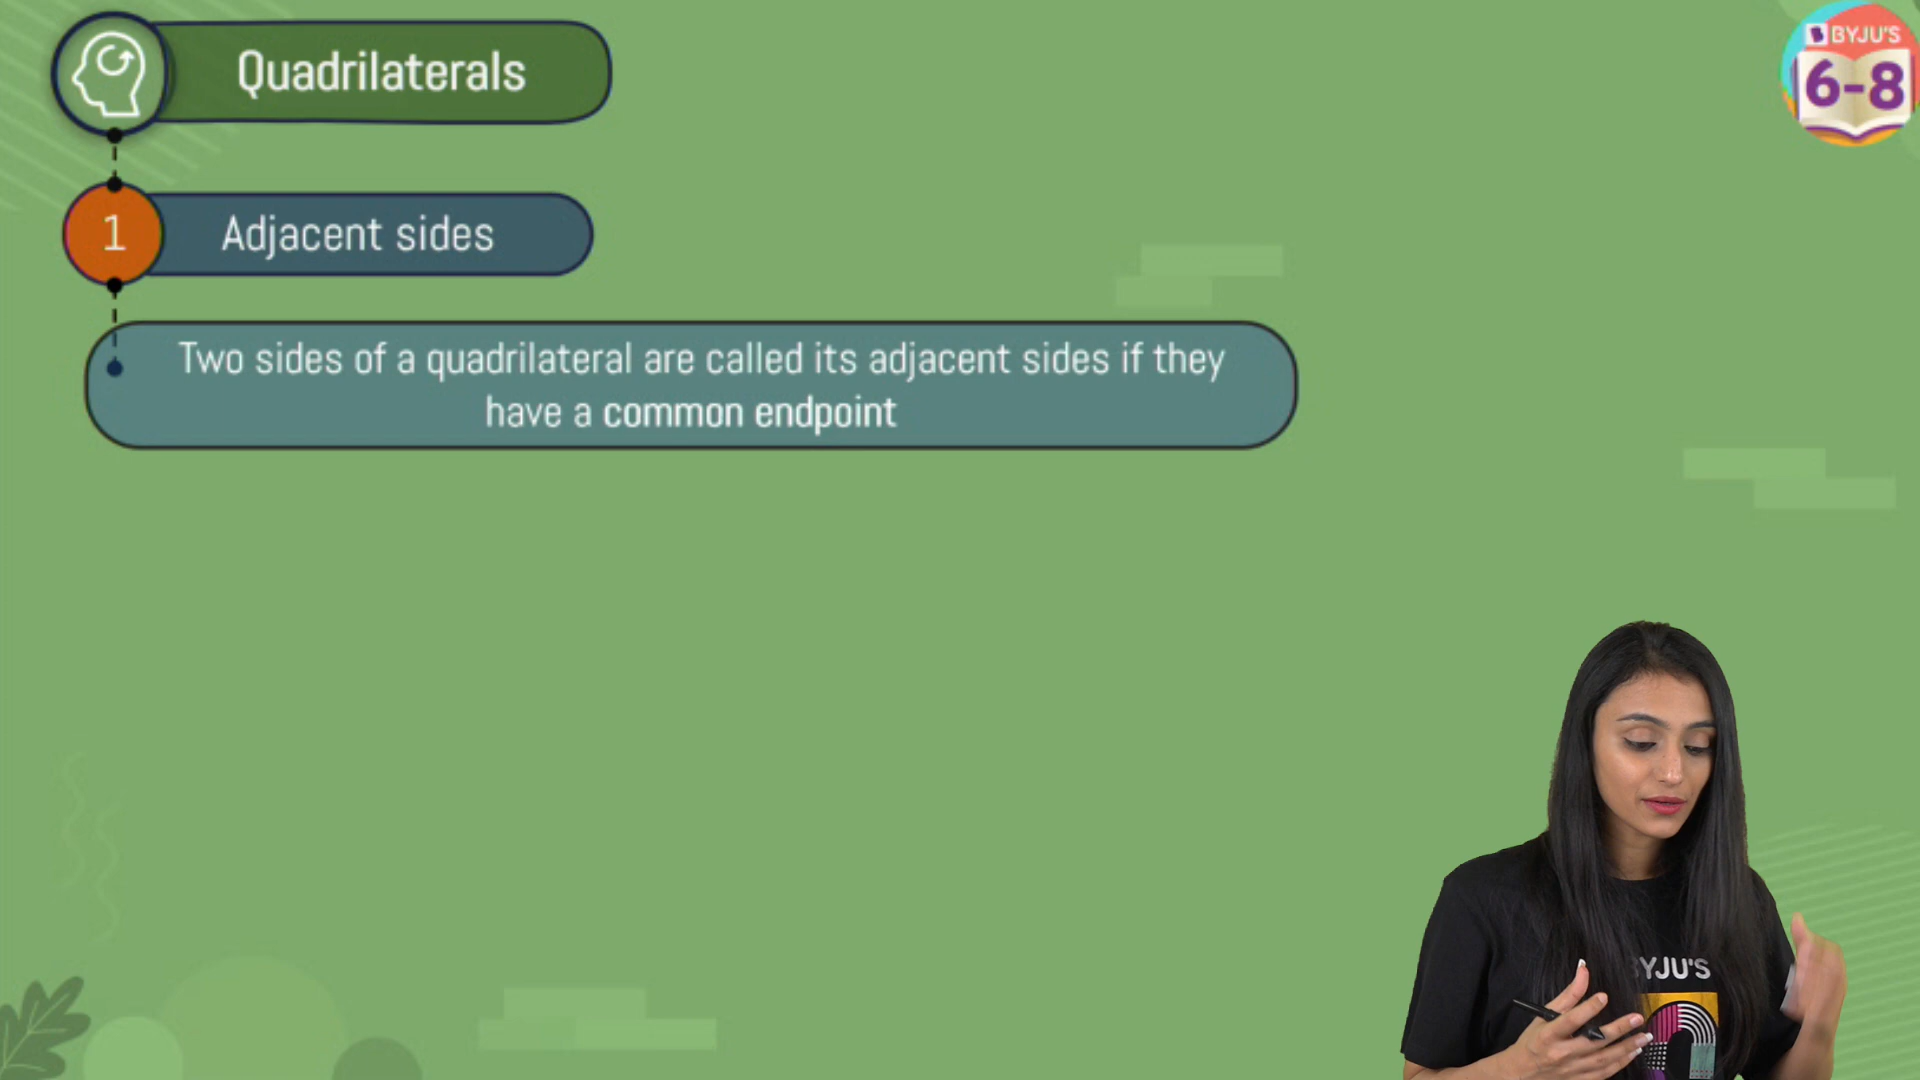 Quadrilaterals
BYJU'S
6-8
1
Adjacent sides
Two sides of a quadrilateral are called its adjacent sides if they
have a common endpoint
BYJU'S